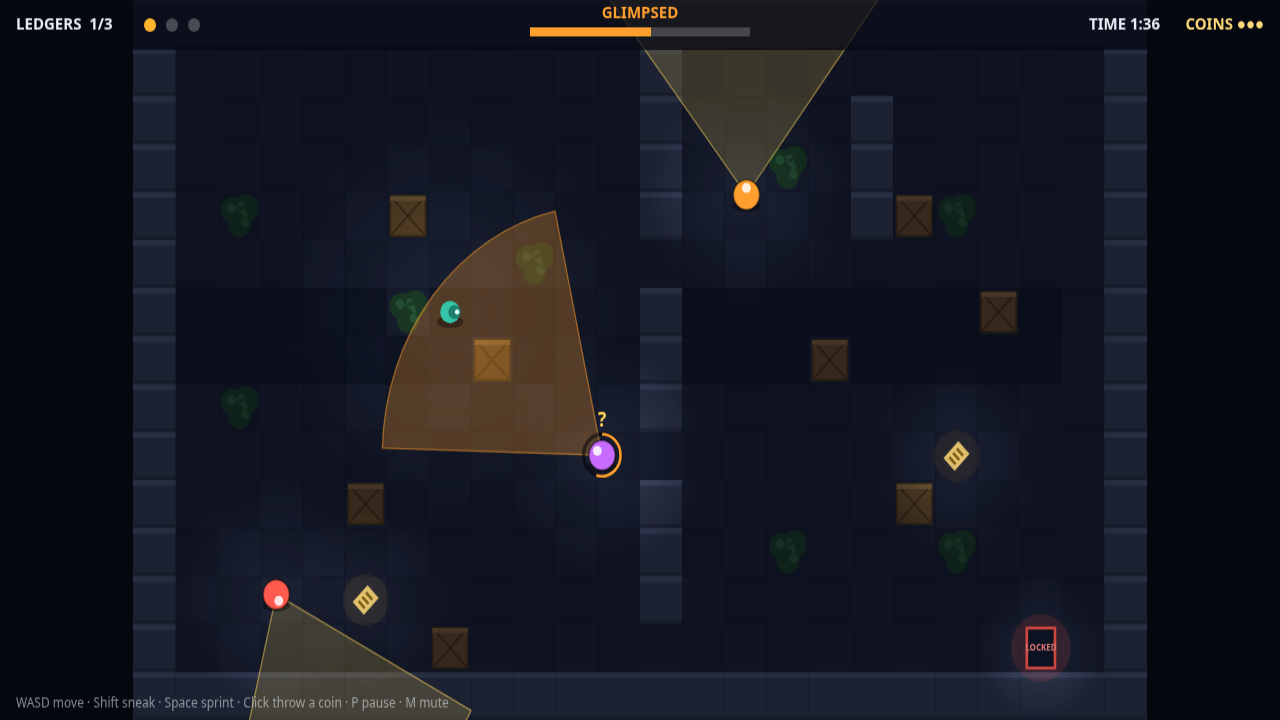 LEDGERS 1/3
GLIMPSED
TIME 1:36
COINS
?
LOCKED
WASD move · Shift sneak · Space sprint · Click throw a coin · P pause · M mute